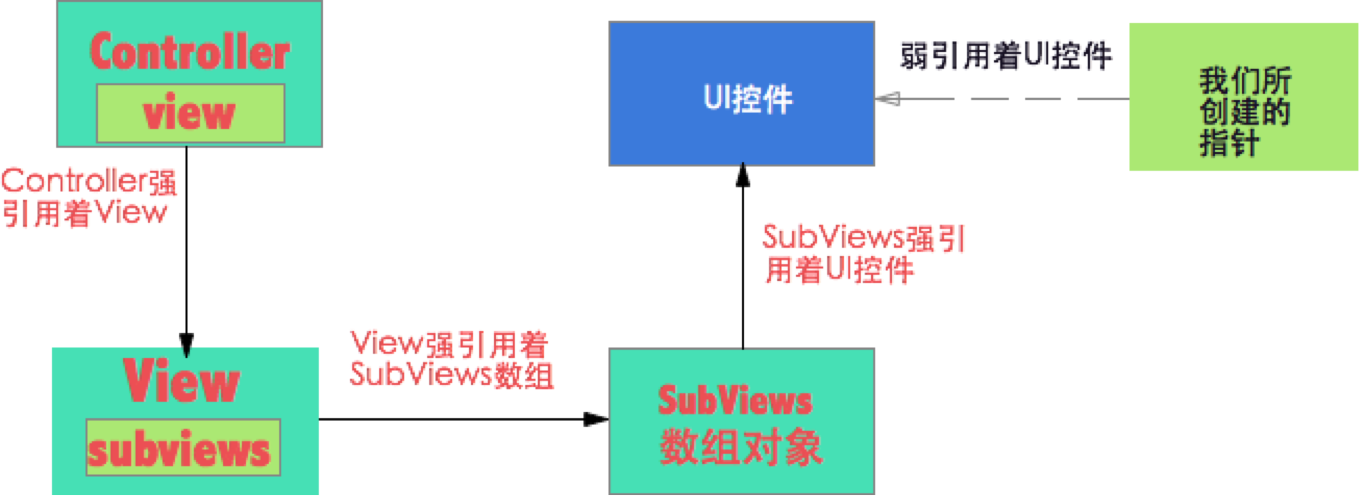 Controller
view
Controller强
引用着View
View
subviews
View强引用着
SubViews数组
SubViews
数组对象
SubViews强引
用着UI控件
UI控件
弱引用着UI控件
我们所
创建的
指针